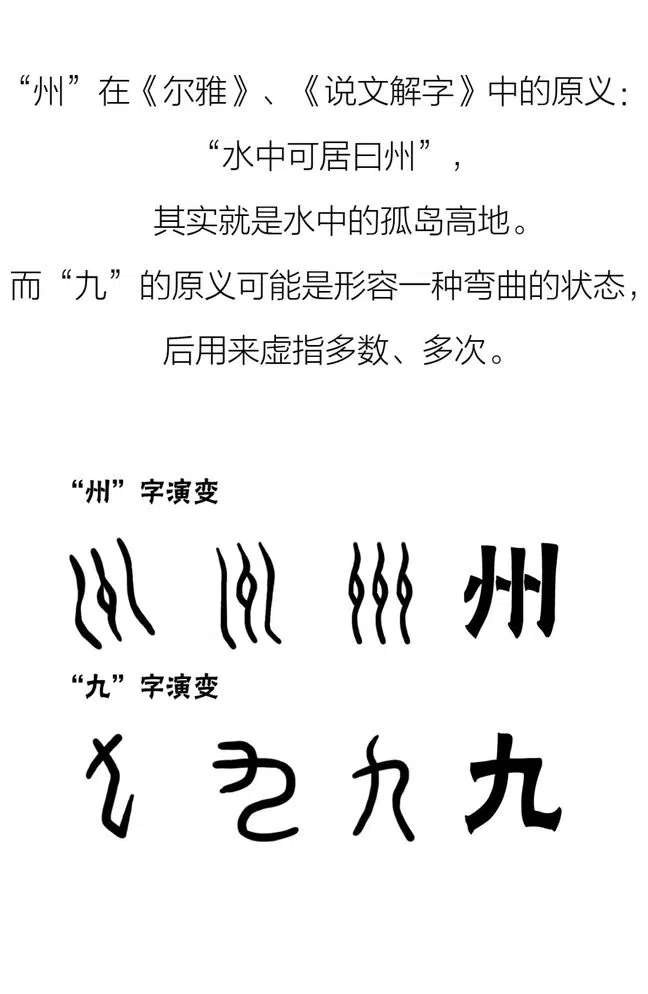 “州”在《尔雅》、《说文解字》中的原义：
“水中可居曰州”，
其实就是水中的孤岛高地。
而“九”的原义可能是形容一种弯曲的状态，
后用来虚指多数、多次。
“州”字演变
州
“九”字演变
九